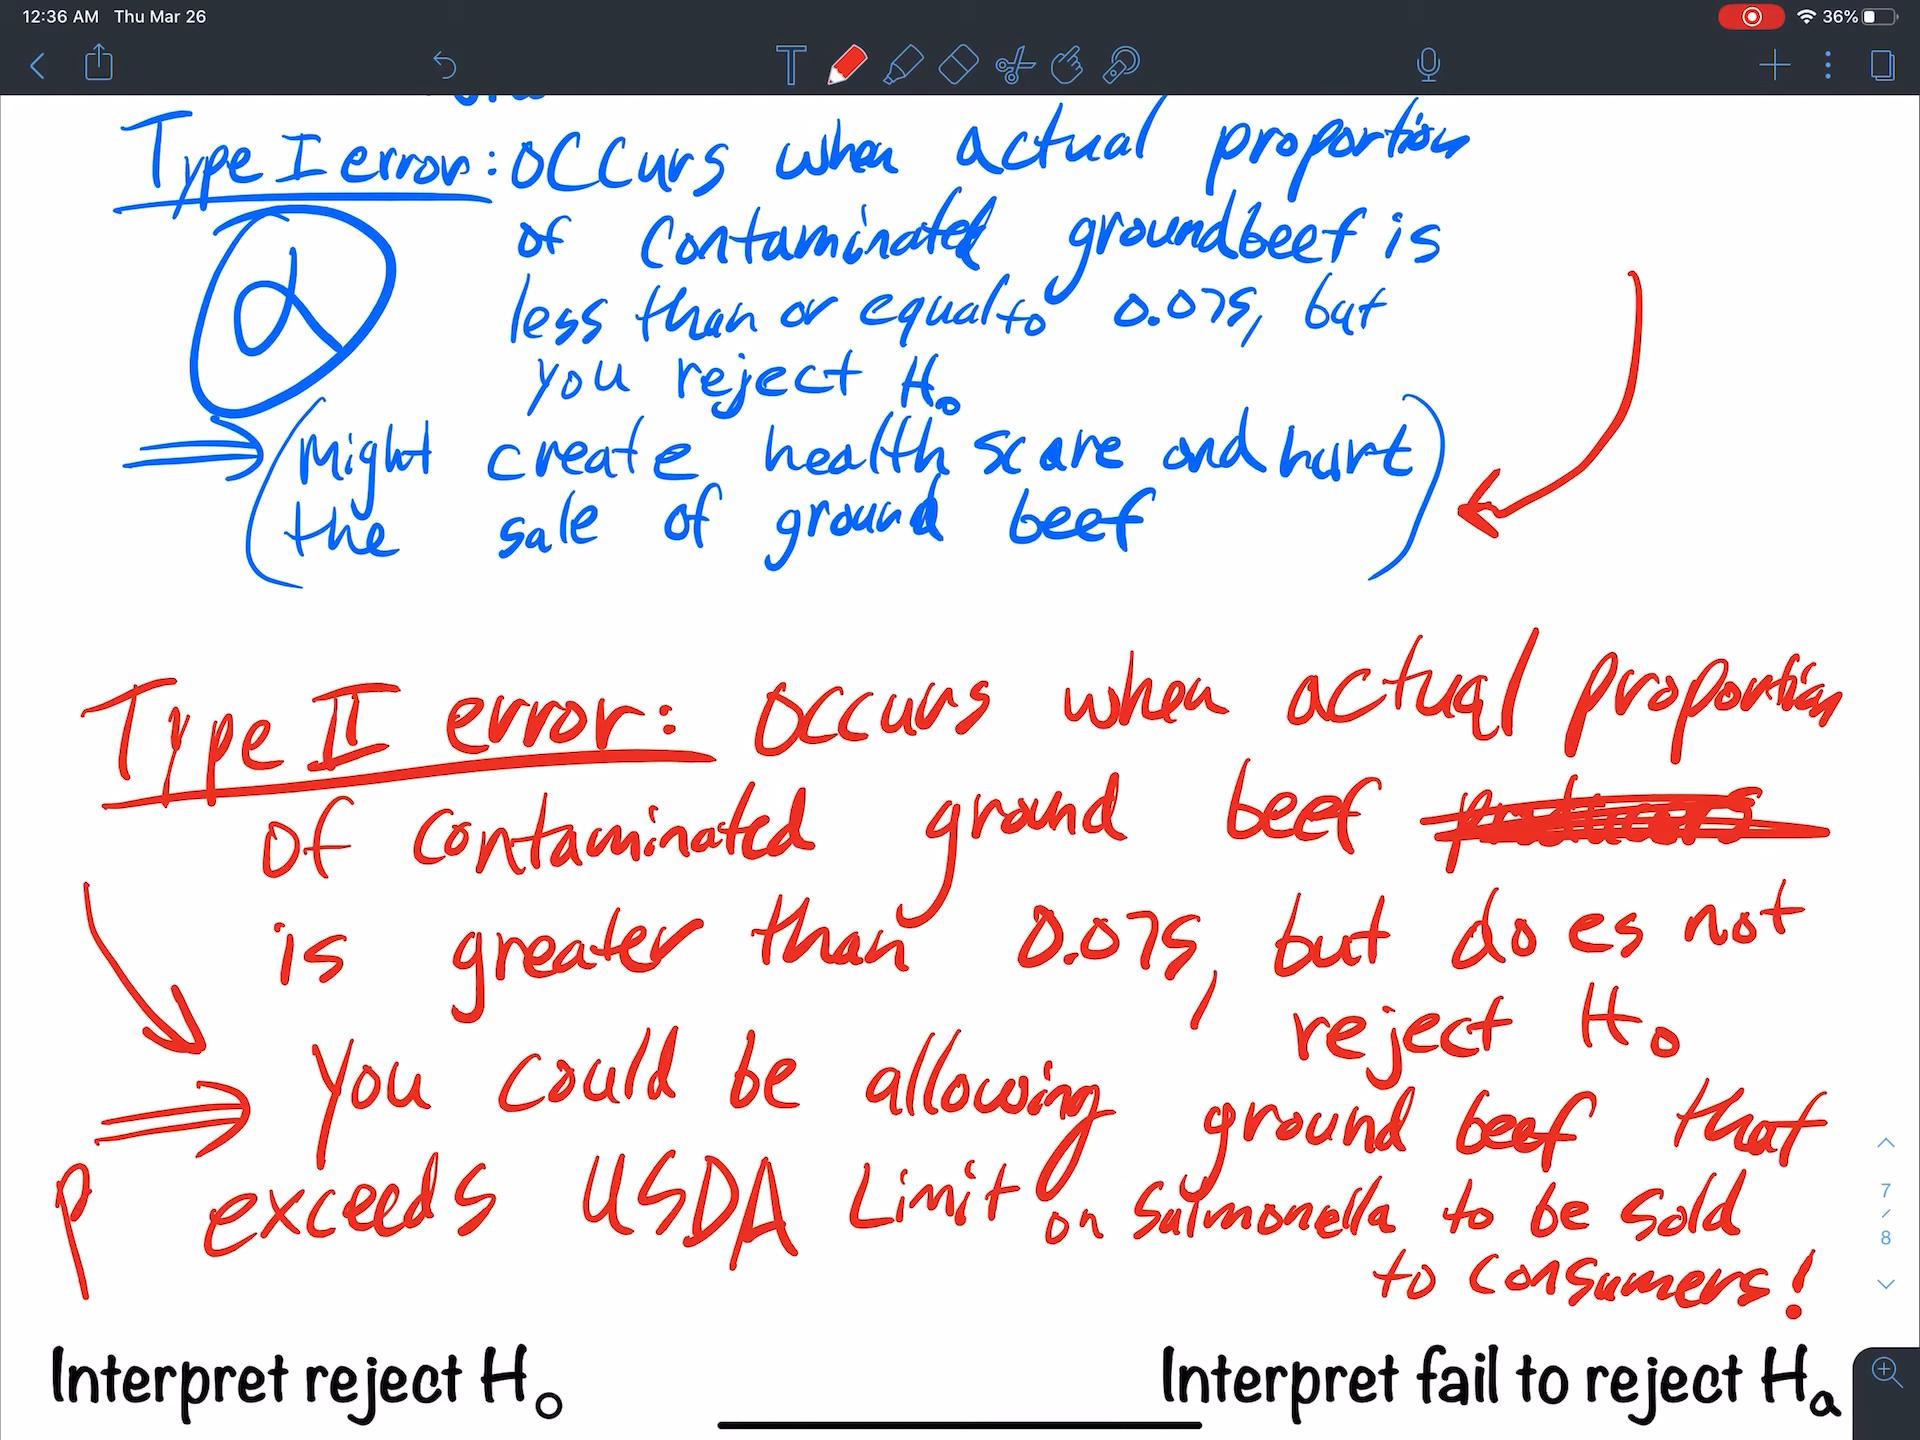 12:36 AM Thu Mar 26
36%
Type I error: occurs when actual proportion
of contaminated ground beef is
less than or equal to 0.075, but
you reject H₀
α
(Might create health scare and hurt
the sale of ground beef)
Type II error: occurs when actual proportion
of contaminated ground beef
is greater than 0.075, but does not
reject H₀
You could be allowing ground beef that
exceeds USDA Limit on Salmonella to be sold
to consumers!
P
7
/
8
Interpret reject H₀
Interpret fail to reject Hₐ